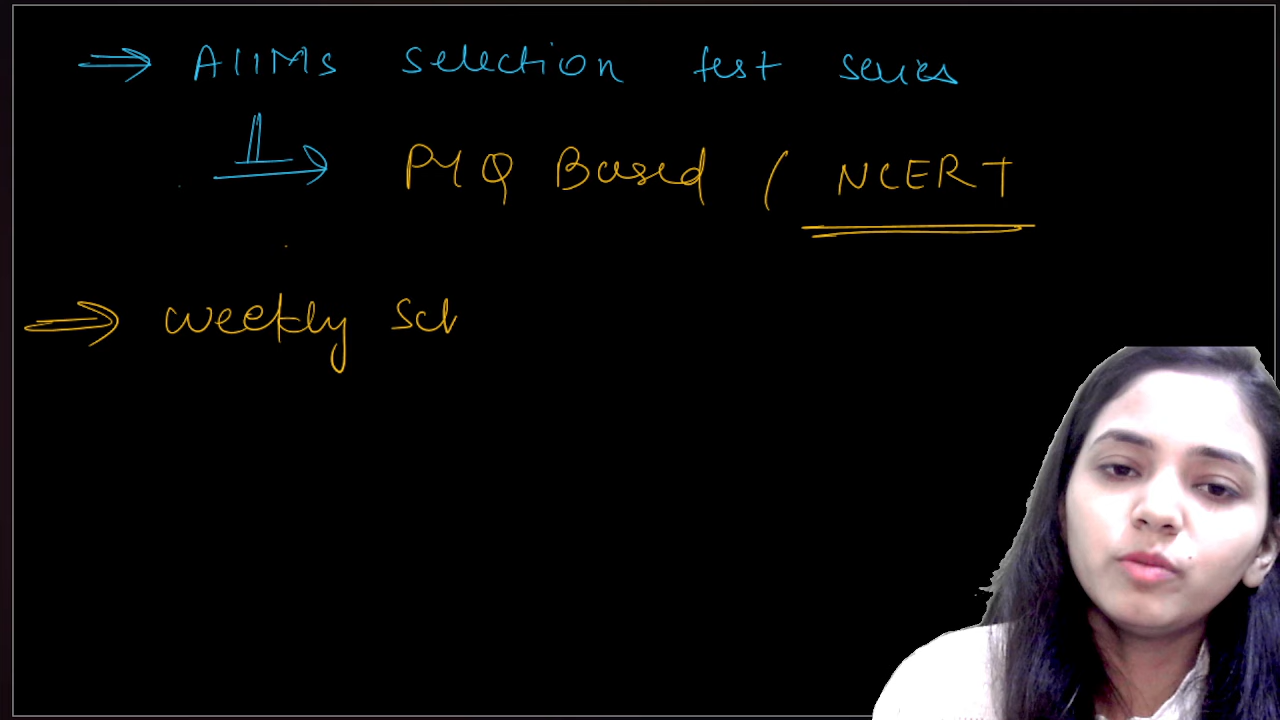 ⇒ AIIMs selection test series
→ PYQ Based / NCERT
⇒ weekly sch